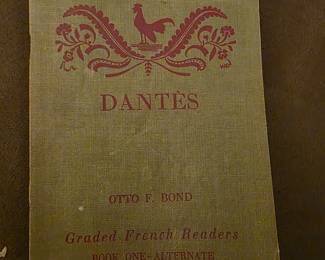 DANTÈS
OTTO F. BOND
Graded French Readers
BOOK ONE–ALTERNATE